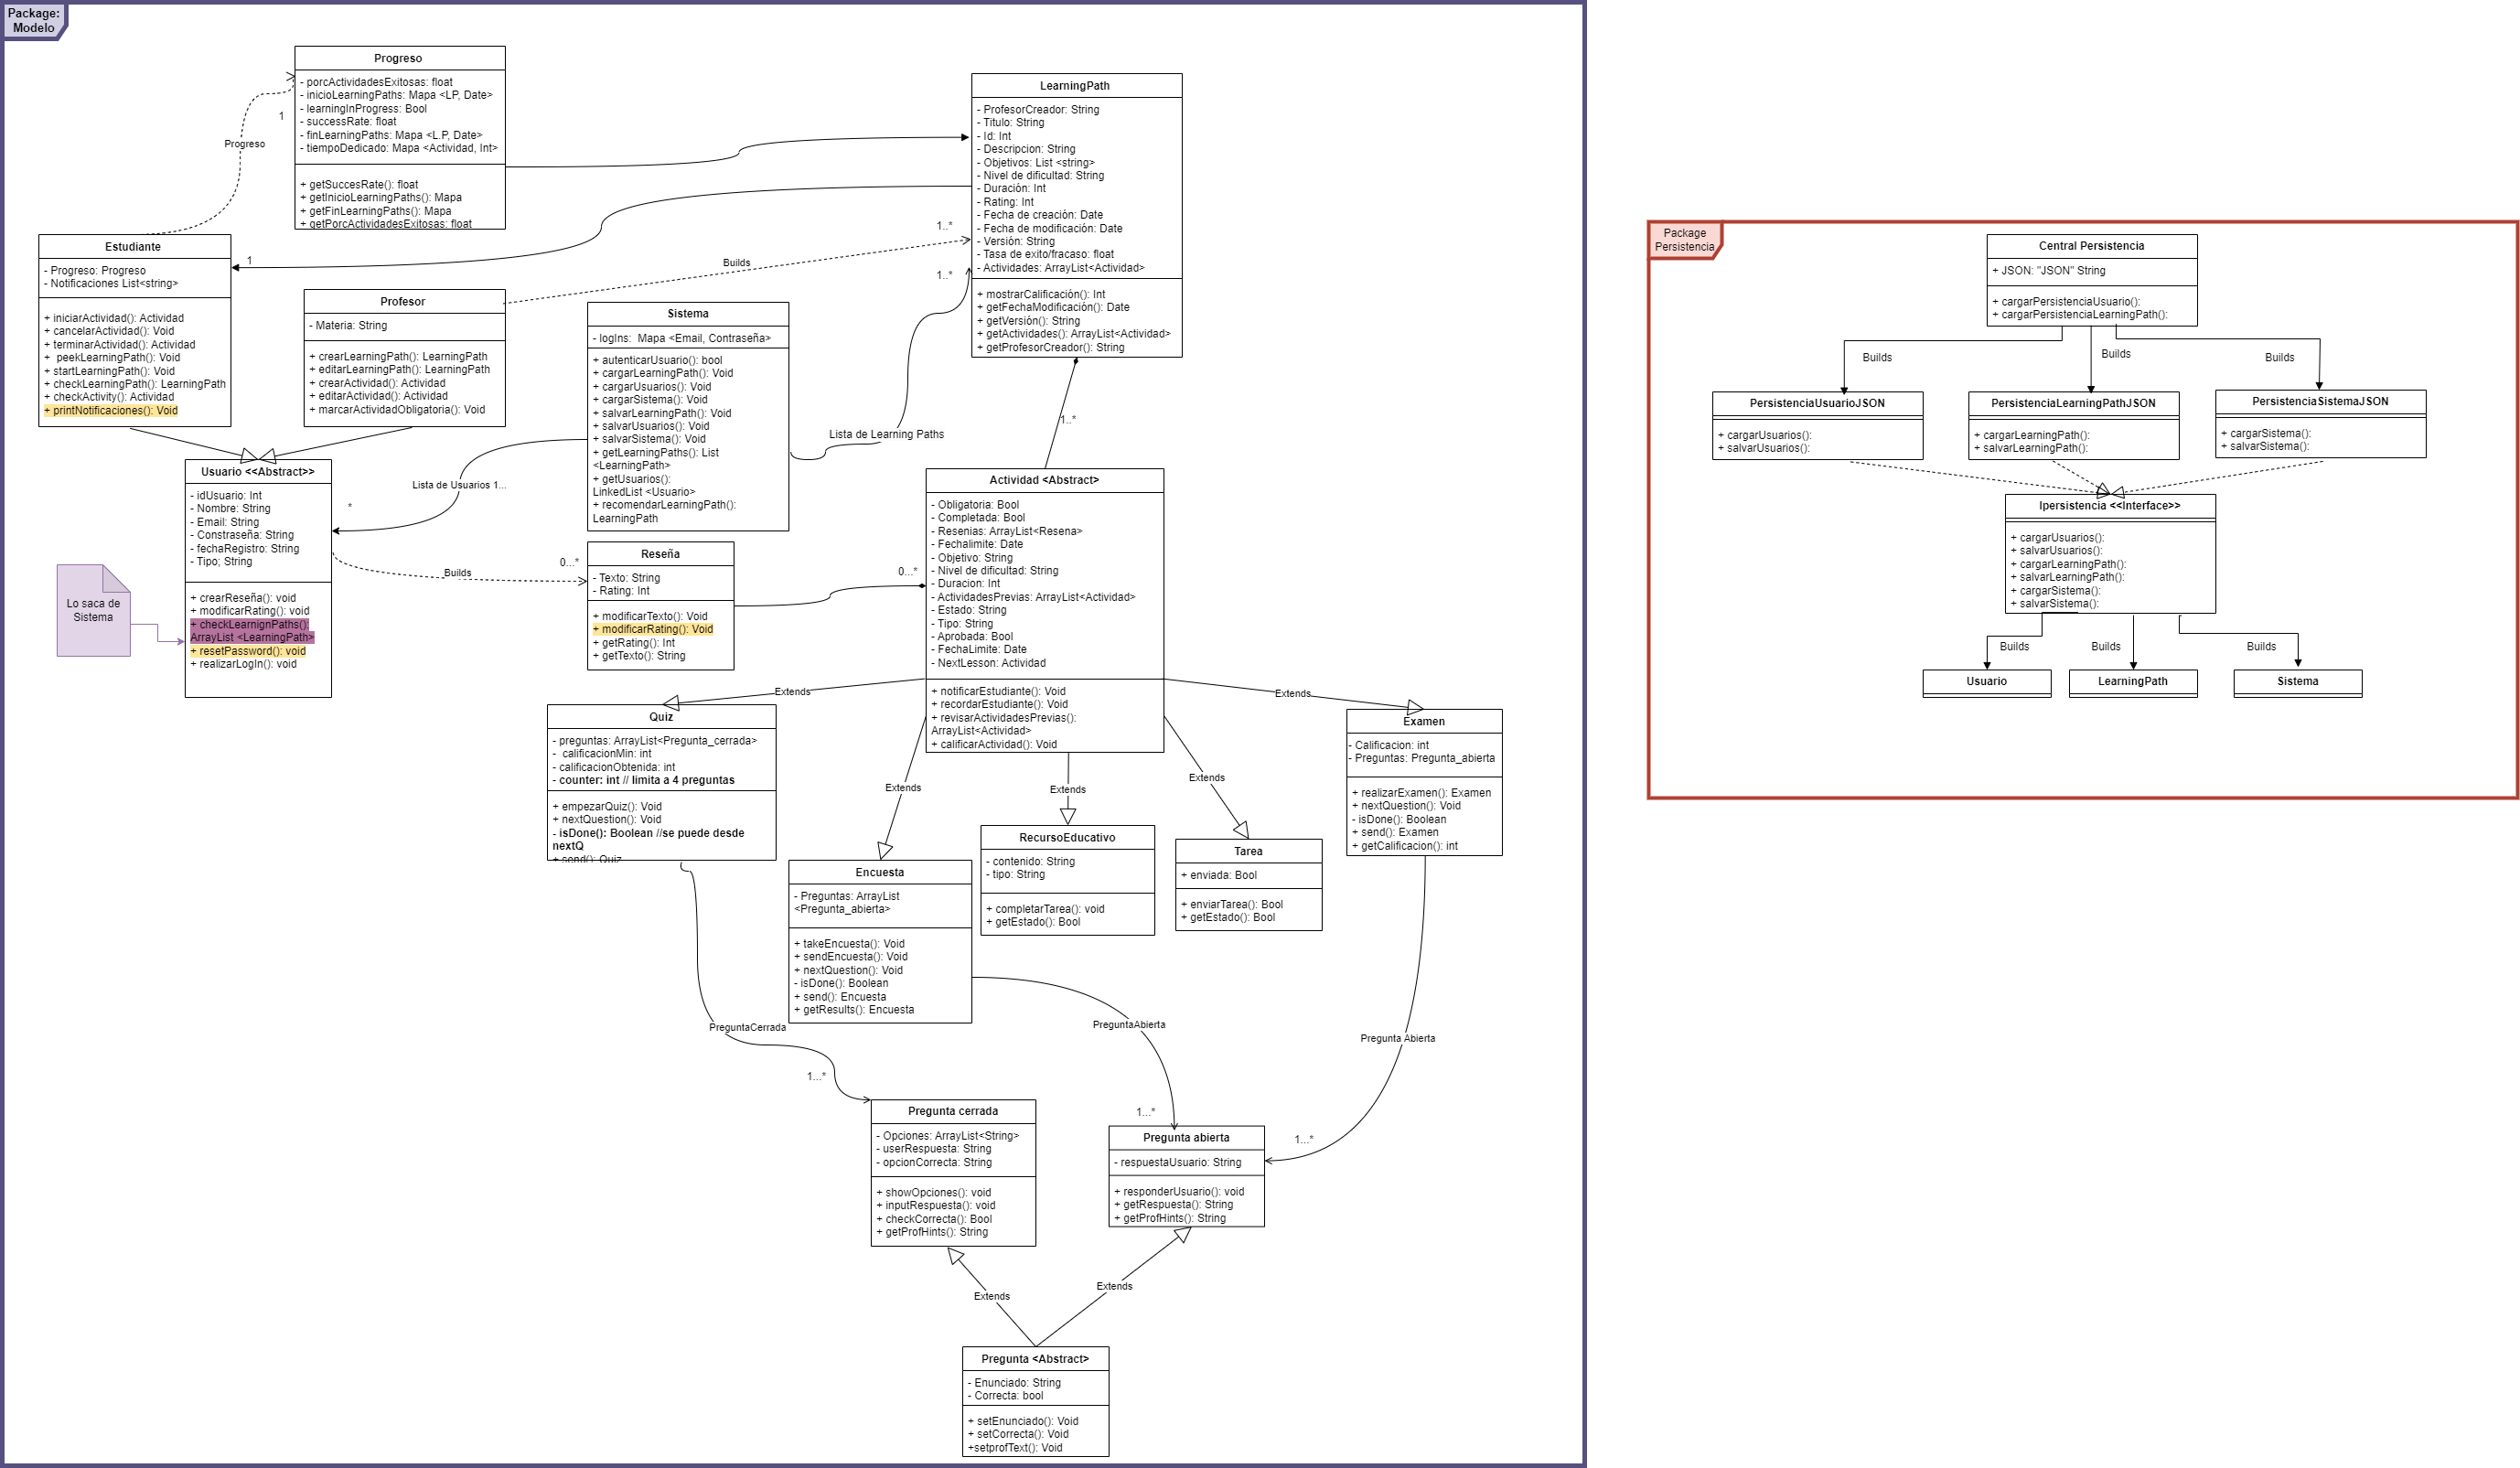 Package:
Modelo
Progreso
- porcActividadesExitosas: float
- inicioLearningPaths: Mapa <LP, Date>
- learningInProgress: Bool
- successRate: float
- finLearningPaths: Mapa <L.P, Date>
- tiempoDedicado: Mapa <Actividad, Int>
+ getSuccesRate(): float
+ getInicioLearningPaths(): Mapa
+ getFinLearningPaths(): Mapa
+ getPorcActividadesExitosas: float
1
Progreso
LearningPath
- ProfesorCreador: String
- Titulo: String
- Id: Int
- Descripcion: String
- Objetivos: List <string>
- Nivel de dificultad: String
- Duración: Int
- Rating: Int
- Fecha de creación: Date
- Fecha de modificación: Date
- Versión: String
- Tasa de exito/fracaso: float
- Actividades: ArrayList<Actividad>
+ mostrarCalificación(): Int
+ getFechaModificación(): Date
+ getVersión(): String
+ getActividades(): ArrayList<Actividad>
+ getProfesorCreador(): String
1..*
1..*
Builds
1
Estudiante
- Progreso: Progreso
- Notificaciones List<string>
+ iniciarActividad(): Actividad
+ cancelarActividad(): Void
+ terminarActividad(): Actividad
+  peekLearningPath(): Void
+ startLearningPath(): Void
+ checkLearningPath(): LearningPath
+ checkActivity(): Actividad
+ printNotificaciones(): Void
Profesor
- Materia: String
+ crearLearningPath(): LearningPath
+ editarLearningPath(): LearningPath
+ crearActividad(): Actividad
+ editarActividad(): Actividad
+ marcarActividadObligatoria(): Void
Sistema
- logIns:  Mapa <Email, Contraseña>
+ autenticarUsuario(): bool
+ cargarLearningPath(): Void
+ cargarUsuarios(): Void
+ cargarSistema(): Void
+ salvarLearningPath(): Void
+ salvarUsuarios(): Void
+ salvarSistema(): Void
+ getLearningPaths(): List
<LearningPath>
+ getUsuarios():
LinkedList <Usuario>
+ recomendarLearningPath():
LearningPath
Lista de Learning Paths
1..*
Lista de Usuarios 1...
*
Usuario <<Abstract>>
- idUsuario: Int
- Nombre: String
- Email: String
- Constraseña: String
- fechaRegistro: String
- Tipo; String
+ crearReseña(): void
+ modificarRating(): void
+ checkLearnignPaths():
ArrayList <LearningPath>
+ resetPassword(): void
+ realizarLogIn(): void
Lo saca de
Sistema
Builds
0...*
Reseña
- Texto: String
- Rating: Int
+ modificarTexto(): Void
+ modificarRating(): Void
+ getRating(): Int
+ getTexto(): String
0...*
Actividad <Abstract>
- Obligatoria: Bool
- Completada: Bool
- Resenias: ArrayList<Resena>
- Fechalimite: Date
- Objetivo: String
- Nivel de dificultad: String
- Duracion: Int
- ActividadesPrevias: ArrayList<Actividad>
- Estado: String
- Tipo: String
- Aprobada: Bool
- FechaLimite: Date
- NextLesson: Actividad
+ notificarEstudiante(): Void
+ recordarEstudiante(): Void
+ revisarActividadesPrevias():
ArrayList<Actividad>
+ calificarActividad(): Void
Extends
Extends
Extends
Extends
Extends
Quiz
- preguntas: ArrayList<Pregunta_cerrada>
-  calificacionMin: int
- calificacionObtenida: int
- counter: int // limita a 4 preguntas
+ empezarQuiz(): Void
+ nextQuestion(): Void
- isDone(): Boolean //se puede desde
nextQ
+ send(): Quiz
Examen
- Calificacion: int
- Preguntas: Pregunta_abierta
+ realizarExamen(): Examen
+ nextQuestion(): Void
- isDone(): Boolean
+ send(): Examen
+ getCalificacion(): int
Encuesta
- Preguntas: ArrayList
<Pregunta_abierta>
+ takeEncuesta(): Void
+ sendEncuesta(): Void
+ nextQuestion(): Void
- isDone(): Boolean
+ send(): Encuesta
+ getResults(): Encuesta
RecursoEducativo
- contenido: String
- tipo: String
+ completarTarea(): void
+ getEstado(): Bool
Tarea
+ enviada: Bool
+ enviarTarea(): Bool
+ getEstado(): Bool
PreguntaCerrada
1...*
PreguntaAbierta
1...*
Pregunta Abierta
1...*
Pregunta cerrada
- Opciones: ArrayList<String>
- userRespuesta: String
- opcionCorrecta: String
+ showOpciones(): void
+ inputRespuesta(): void
+ checkCorrecta(): Bool
+ getProfHints(): String
Pregunta abierta
- respuestaUsuario: String
+ responderUsuario(): void
+ getRespuesta(): String
+ getProfHints(): String
Extends
Extends
Pregunta <Abstract>
- Enunciado: String
- Correcta: bool
+ setEnunciado(): Void
+ setCorrecta(): Void
+setprofText(): Void
Package
Persistencia
Central Persistencia
+ JSON: "JSON" String
+ cargarPersistenciaUsuario():
+ cargarPersistenciaLearningPath():
Builds
Builds
Builds
PersistenciaUsuarioJSON
+ cargarUsuarios():
+ salvarUsuarios():
PersistenciaLearningPathJSON
+ cargarLearningPath():
+ salvarLearningPath():
PersistenciaSistemaJSON
+ cargarSistema():
+ salvarSistema():
Ipersistencia <<Interface>>
+ cargarUsuarios():
+ salvarUsuarios():
+ cargarLearningPath():
+ salvarLearningPath():
+ cargarSistema():
+ salvarSistema():
Builds
Builds
Builds
Usuario
LearningPath
Sistema